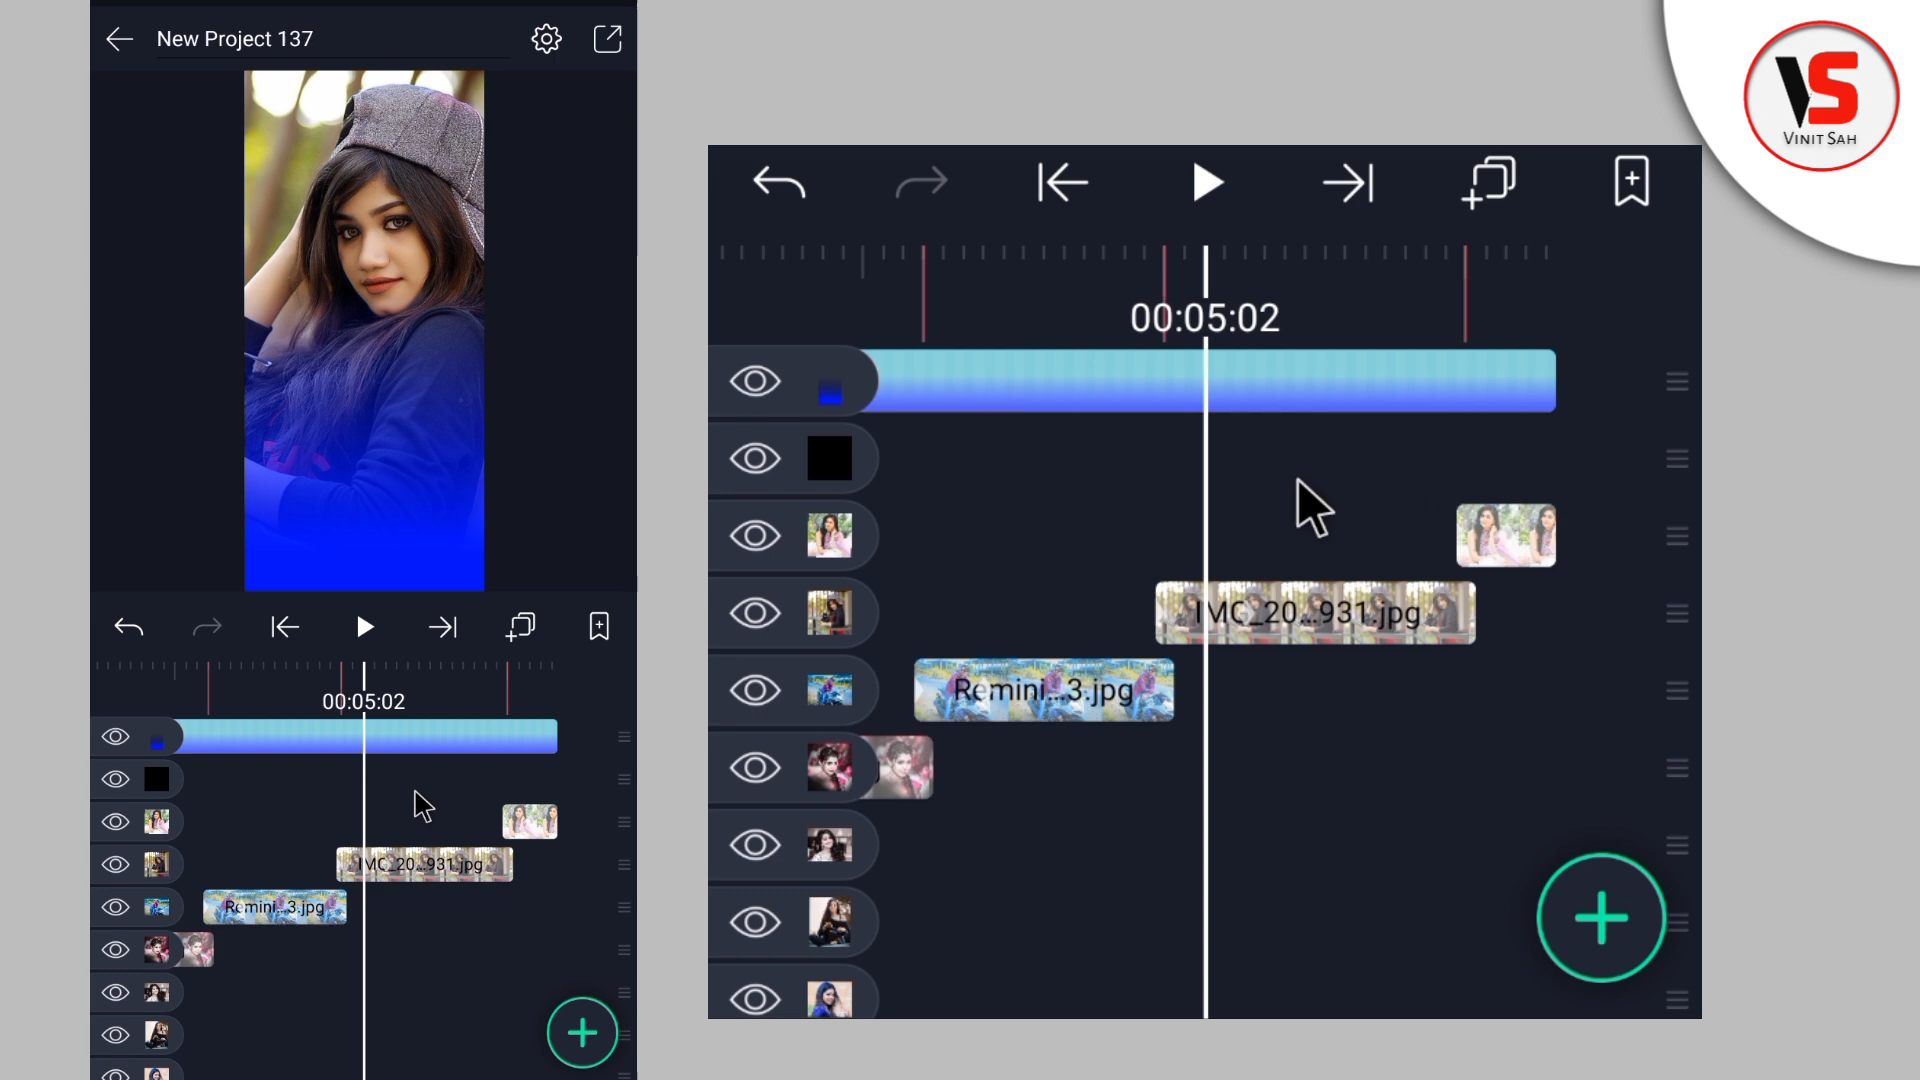 New Project 137
00:05:02
IMC_20...931.jpg
Remini...3.jpg
00:05:02
IMC_20...931.jpg
Remini...3.jpg
VS
VINIT SAH